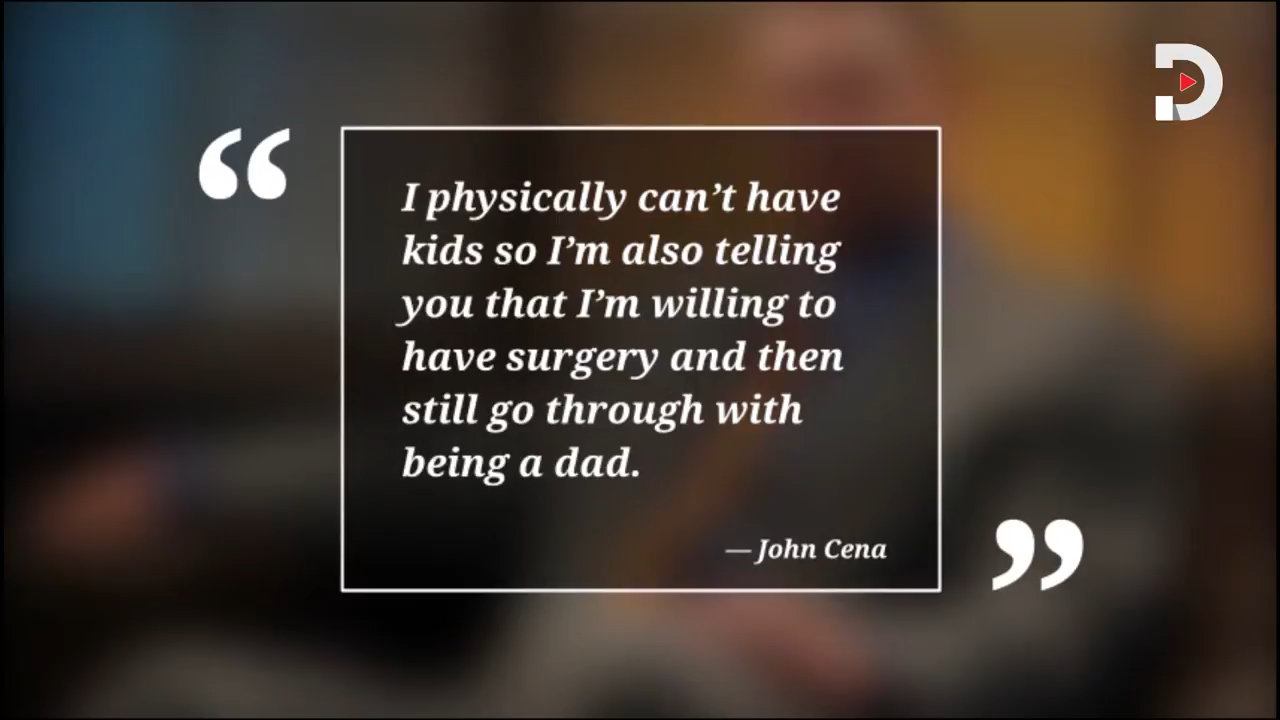 “
I physically can’t have
kids so I’m also telling
you that I’m willing to
have surgery and then
still go through with
being a dad.
— John Cena
”